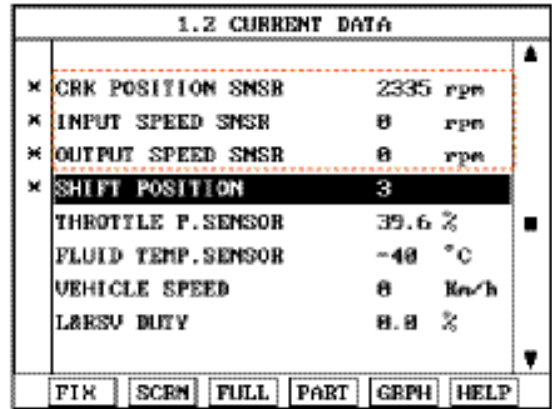 1.2 CURRENT DATA
* CRK POSITION SNSR 2335 rpm
* INPUT SPEED SNSR 0 rpm
* OUTPUT SPEED SNSR 0 rpm
* SHIFT POSITION 3
THROTTLE P.SENSOR 39.6 %
FLUID TEMP.SENSOR -40 °C
VEHICLE SPEED 0 Km/h
L&RSV DUTY 0.0 %
FIX SCRN FULL PART GRPH HELP